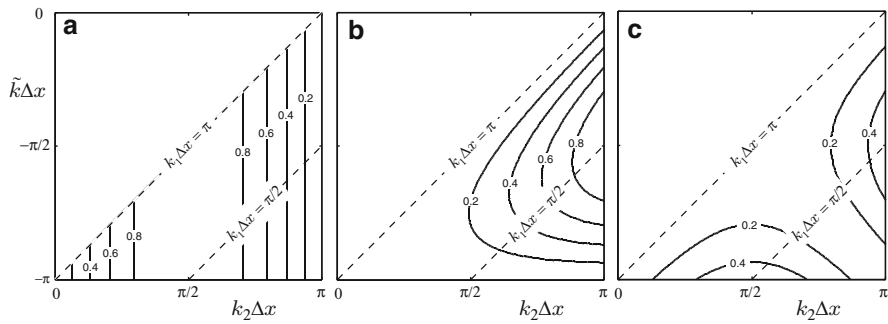 a b c
0
k̃Δx
−π/2
−π
k₁Δx = π
k₁Δx = π/2
0.4 0.6 0.8 0.8 0.6 0.4 0.2
0 π/2 π
k₂Δx
k₁Δx = π
k₁Δx = π/2
0.2 0.4 0.6 0.8
0 π/2 π
k₂Δx
k₁Δx = π
k₁Δx = π/2
0.2 0.4 0.2 0.4
0 π/2 π
k₂Δx